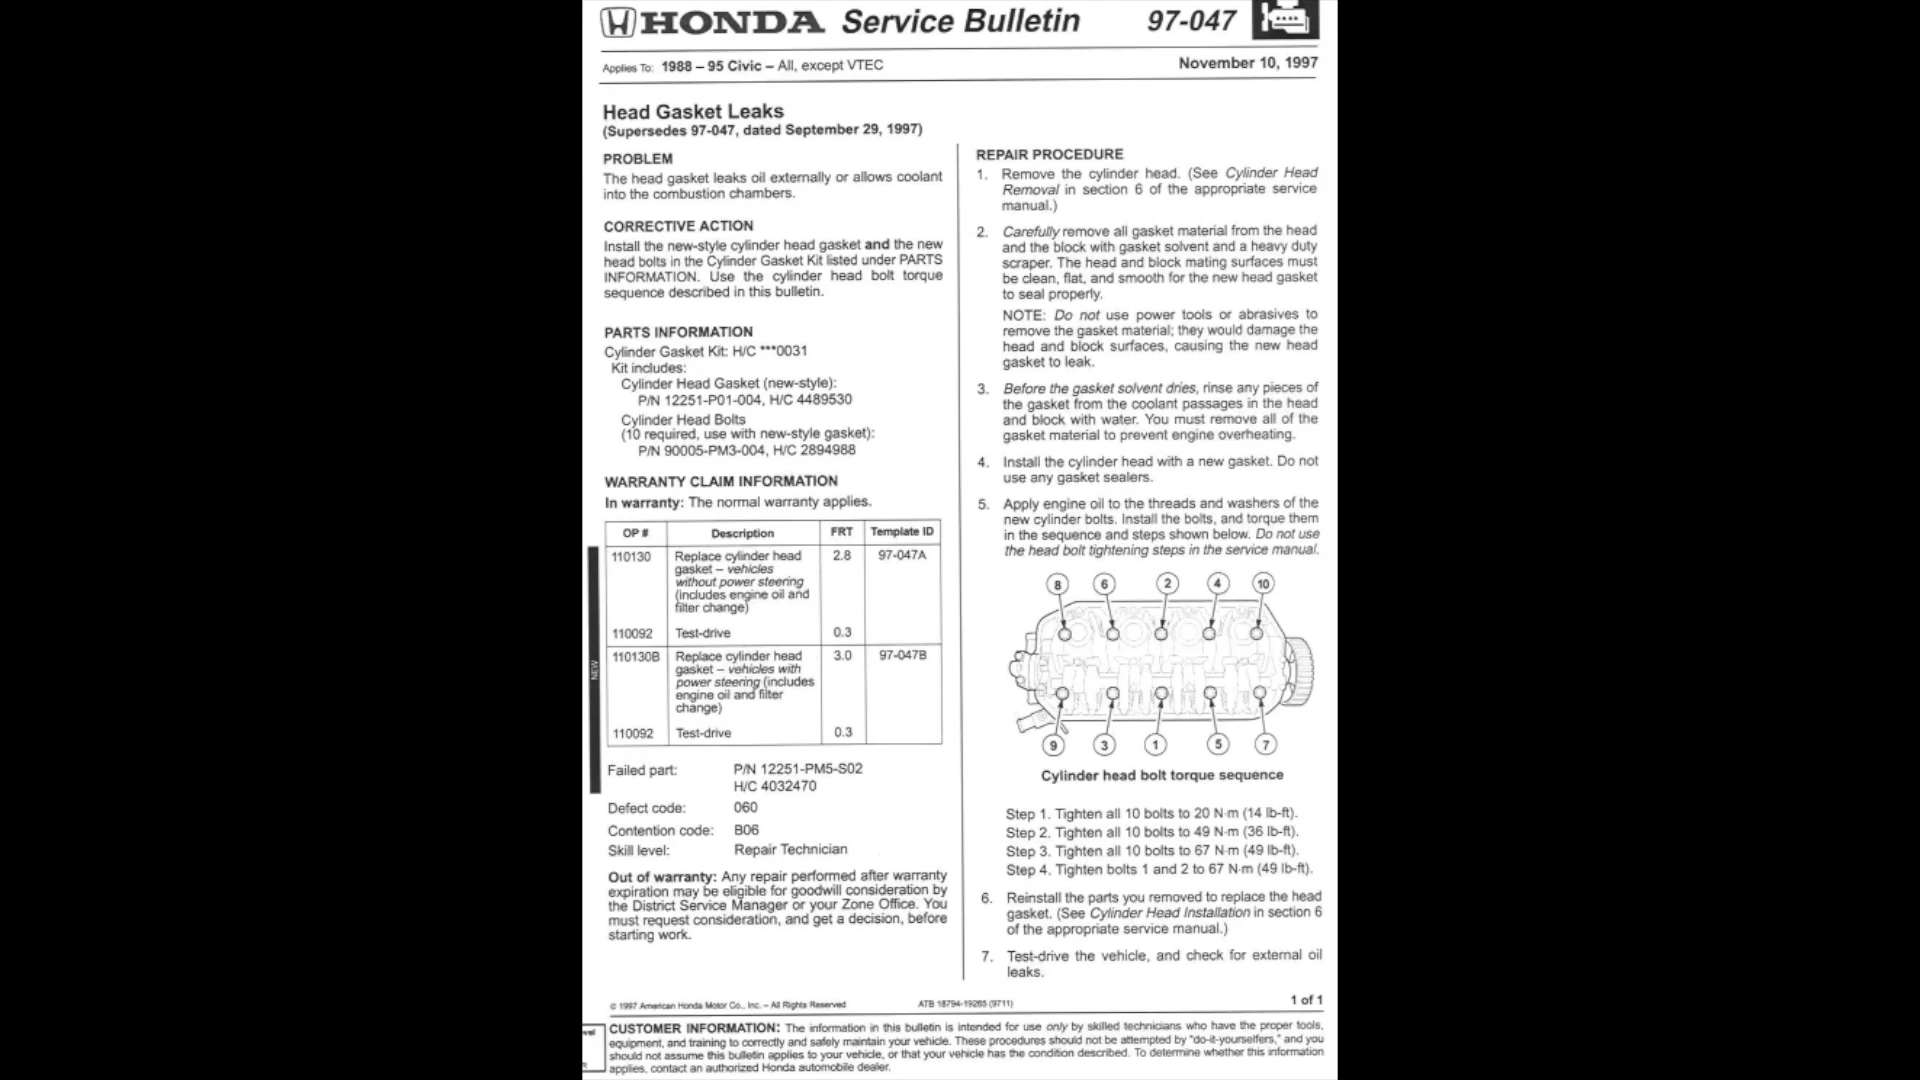 HONDA Service Bulletin 97-047
Applies To: 1988 – 95 Civic – All, except VTEC
November 10, 1997
Head Gasket Leaks
(Supersedes 97-047, dated September 29, 1997)
PROBLEM
The head gasket leaks oil externally or allows coolant
into the combustion chambers.
CORRECTIVE ACTION
Install the new-style cylinder head gasket and the new
head bolts in the Cylinder Gasket Kit listed under PARTS
INFORMATION. Use the cylinder head bolt torque
sequence described in this bulletin.
PARTS INFORMATION
Cylinder Gasket Kit: H/C ***0031
Kit includes:
Cylinder Head Gasket (new-style):
P/N 12251-P01-004, H/C 4489530
Cylinder Head Bolts
(10 required, use with new-style gasket):
P/N 90005-PM3-004, H/C 2894988
WARRANTY CLAIM INFORMATION
In warranty: The normal warranty applies.
OP # Description FRT Template ID
110130 Replace cylinder head 2.8 97-047A
gasket – vehicles
without power steering
(includes engine oil and
filter change)
110092 Test-drive 0.3
110130B Replace cylinder head 3.0 97-047B
gasket – vehicles with
power steering (includes
engine oil and filter
change)
110092 Test-drive 0.3
NEW
Failed part: P/N 12251-PM5-S02
H/C 4032470
Defect code: 060
Contention code: B06
Skill level: Repair Technician
Out of warranty: Any repair performed after warranty
expiration may be eligible for goodwill consideration by
the District Service Manager or your Zone Office. You
must request consideration, and get a decision, before
starting work.
REPAIR PROCEDURE
1. Remove the cylinder head. (See Cylinder Head
Removal in section 6 of the appropriate service
manual.)
2. Carefully remove all gasket material from the head
and the block with gasket solvent and a heavy duty
scraper. The head and block mating surfaces must
be clean, flat, and smooth for the new head gasket
to seal properly.
NOTE: Do not use power tools or abrasives to
remove the gasket material; they would damage the
head and block surfaces, causing the new head
gasket to leak.
3. Before the gasket solvent dries, rinse any pieces of
the gasket from the coolant passages in the head
and block with water. You must remove all of the
gasket material to prevent engine overheating.
4. Install the cylinder head with a new gasket. Do not
use any gasket sealers.
5. Apply engine oil to the threads and washers of the
new cylinder bolts. Install the bolts, and torque them
in the sequence and steps shown below. Do not use
the head bolt tightening steps in the service manual.
8 6 2 4 10
9 3 1 5 7
Cylinder head bolt torque sequence
Step 1. Tighten all 10 bolts to 20 N·m (14 lb-ft).
Step 2. Tighten all 10 bolts to 49 N·m (36 lb-ft).
Step 3. Tighten all 10 bolts to 67 N·m (49 lb-ft).
Step 4. Tighten bolts 1 and 2 to 67 N·m (49 lb-ft).
6. Reinstall the parts you removed to replace the head
gasket. (See Cylinder Head Installation in section 6
of the appropriate service manual.)
7. Test-drive the vehicle, and check for external oil
leaks.
© 1997 American Honda Motor Co., Inc. – All Rights Reserved
ATB 18794-19265 (9711)
1 of 1
CUSTOMER INFORMATION: The information in this bulletin is intended for use only by skilled technicians who have the proper tools,
equipment, and training to correctly and safely maintain your vehicle. These procedures should not be attempted by "do-it-yourselfers," and you
should not assume this bulletin applies to your vehicle, or that your vehicle has the condition described. To determine whether this information
applies, contact an authorized Honda automobile dealer.